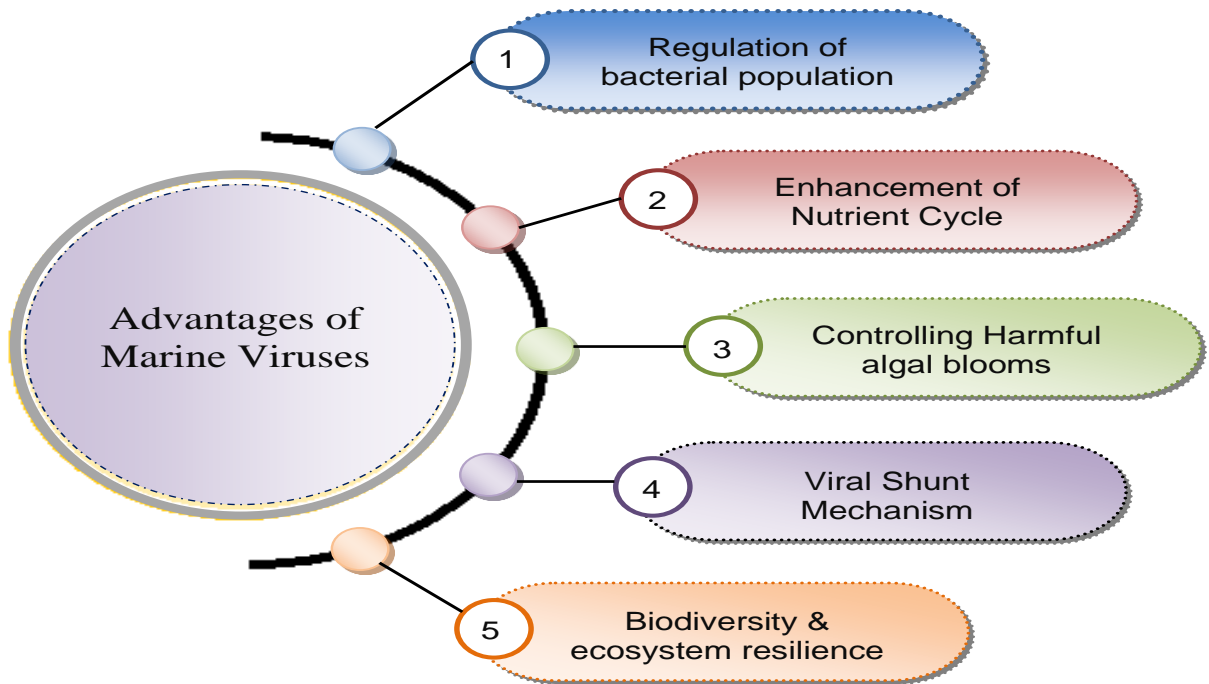 Advantages of
Marine Viruses
1
Regulation of
bacterial population
2
Enhancement of
Nutrient Cycle
3
Controlling Harmful
algal blooms
4
Viral Shunt
Mechanism
5
Biodiversity &
ecosystem resilience